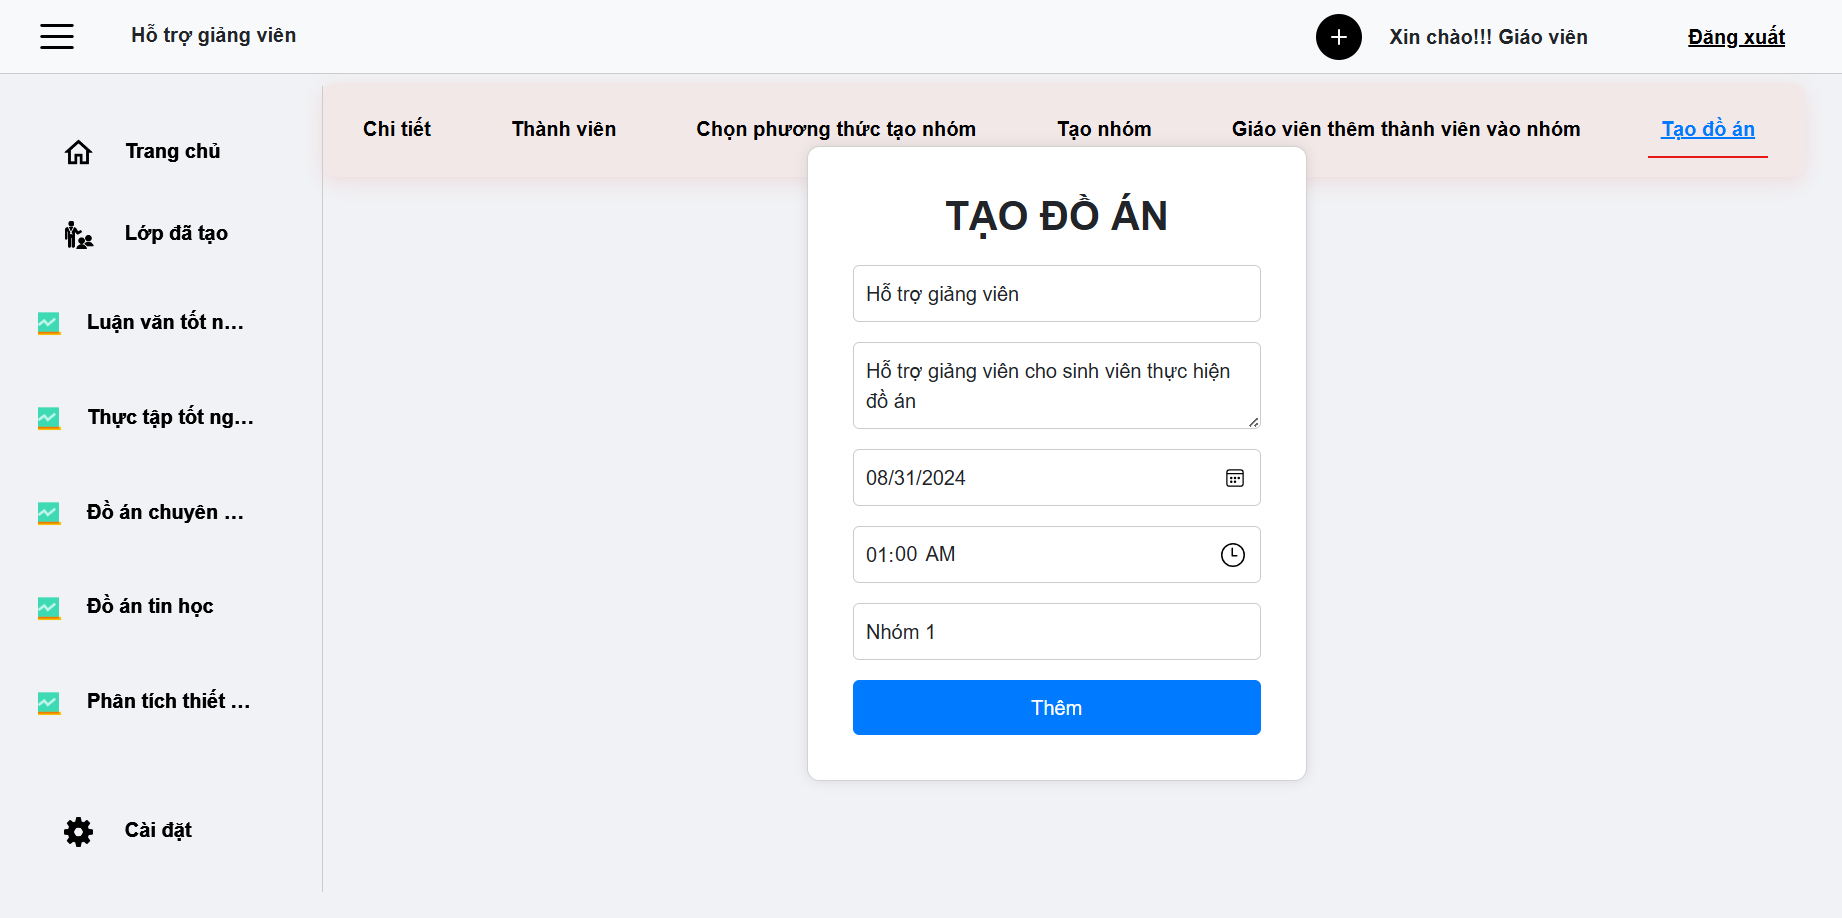 Hỗ trợ giảng viên
Xin chào!!! Giáo viên
Đăng xuất
Chi tiết
Thành viên
Chọn phương thức tạo nhóm
Tạo nhóm
Giáo viên thêm thành viên vào nhóm
Tạo đồ án
Trang chủ
Lớp đã tạo
Luận văn tốt n...
Thực tập tốt ng...
Đồ án chuyên ...
Đồ án tin học
Phân tích thiết ...
Cài đặt
TẠO ĐỒ ÁN
Hỗ trợ giảng viên
Hỗ trợ giảng viên cho sinh viên thực hiện
đồ án
08/31/2024
01:00 AM
Nhóm 1
Thêm